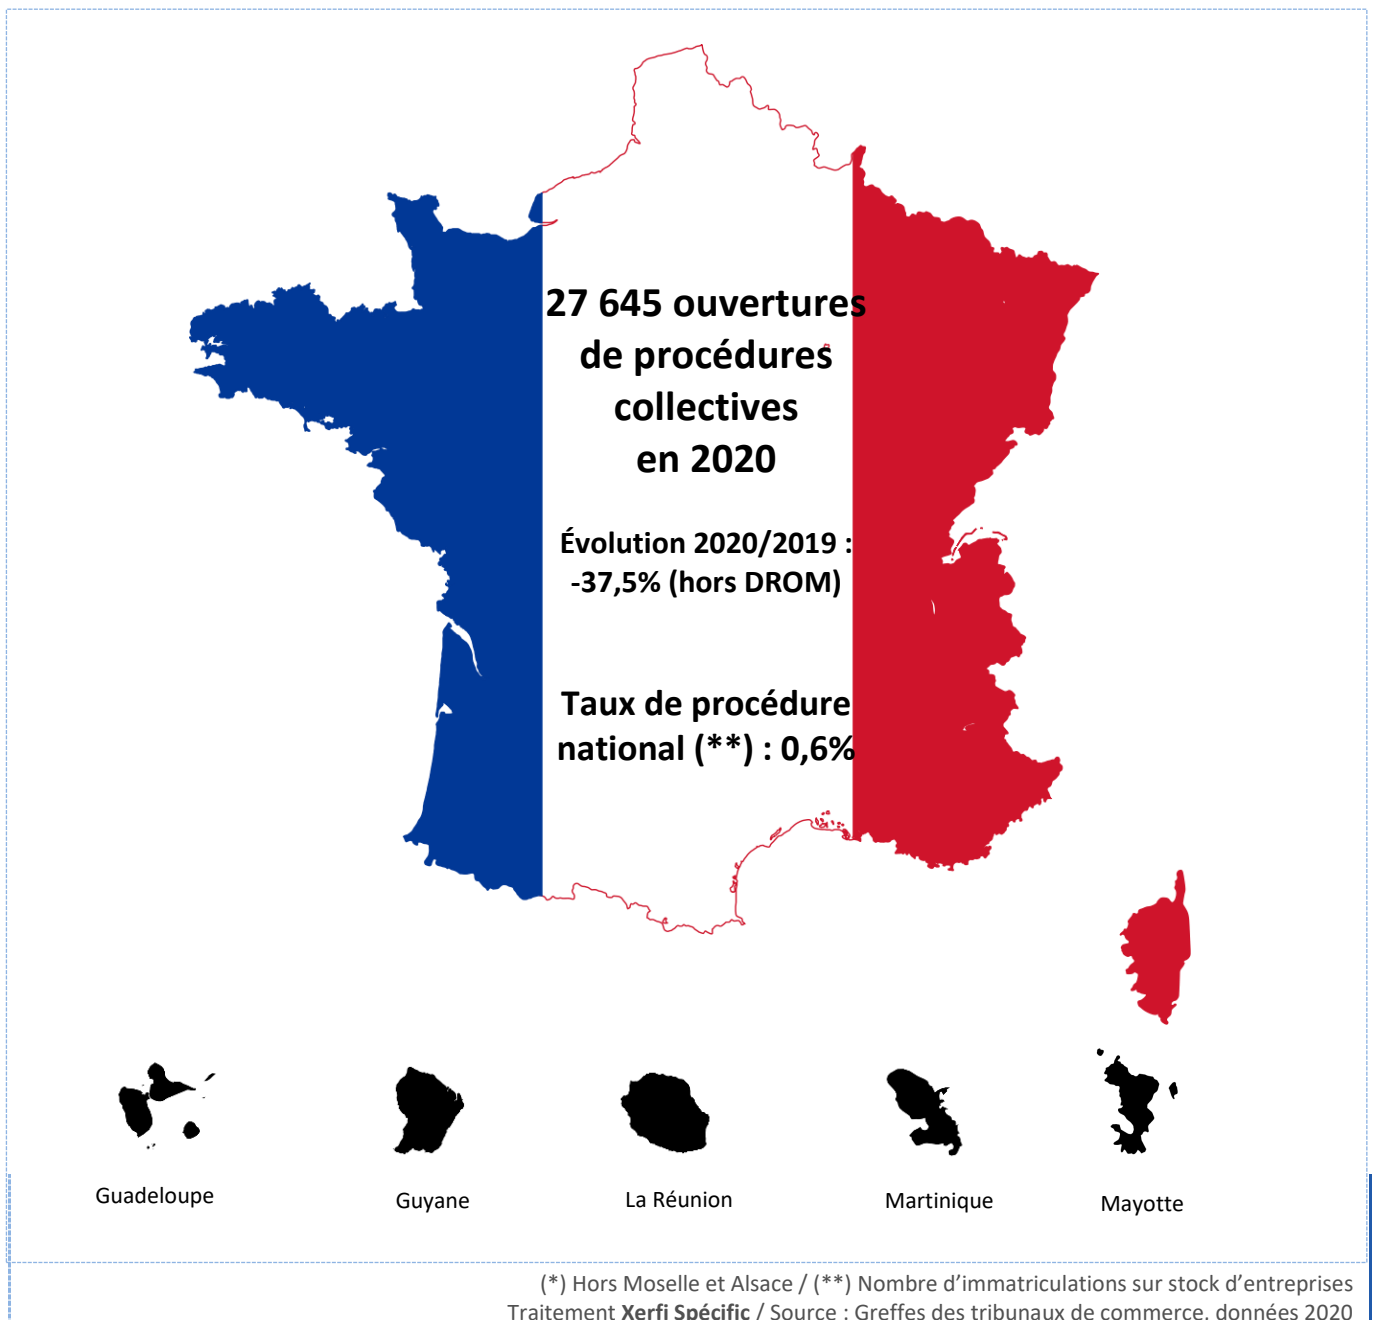 27 645 ouvertures
de procédures
collectives
en 2020
Évolution 2020/2019 :
-37,5% (hors DROM)
Taux de procédure
national (**) : 0,6%
Guadeloupe
Guyane
La Réunion
Martinique
Mayotte
(*) Hors Moselle et Alsace / (**) Nombre d'immatriculations sur stock d'entreprises
Traitement Xerfi Spécific / Source : Greffes des tribunaux de commerce, données 2020